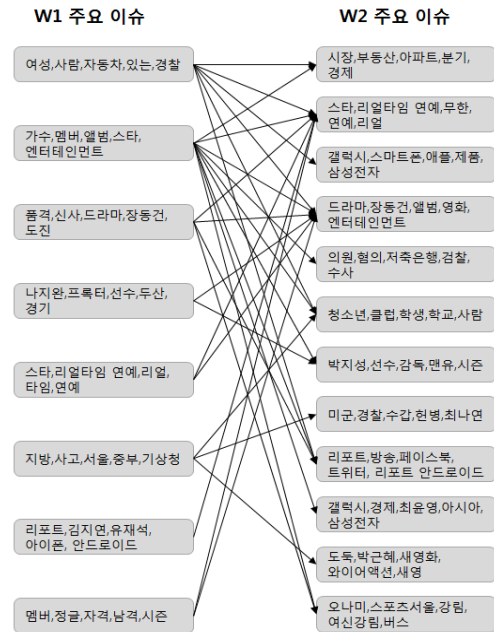 W1 주요 이슈
여성,사람,자동차,있는,경찰
가수,멤버,앨범,스타,
엔터테인먼트
품격,신사,드라마,장동건,
도진
나지완,프록터,선수,두산,
경기
스타,리얼타임 연예,리얼,
타임,연예
지방,사고,서울,중부,기상청
리포트,김지연,유재석,
아이폰, 안드로이드
멤버,정글,자격,남격,시즌
W2 주요 이슈
시장,부동산,아파트,분기,
경제
스타,리얼타임 연예,무한,
연예,리얼
갤럭시,스마트폰,애플,제품,
삼성전자
드라마,장동건,앨범,영화,
엔터테인먼트
의원,혐의,저축은행,검찰,
수사
청소년,클럽,학생,학교,사람
박지성,선수,감독,맨유,시즌
미군,경찰,수갑,헌병,최나연
리포트,방송,페이스북,
트위터, 리포트 안드로이드
갤럭시,경제,최윤영,아시아,
삼성전자
도둑,박근혜,새영화,
와이어액션,새영
오나미,스포츠서울,강림,
여신강림,버스